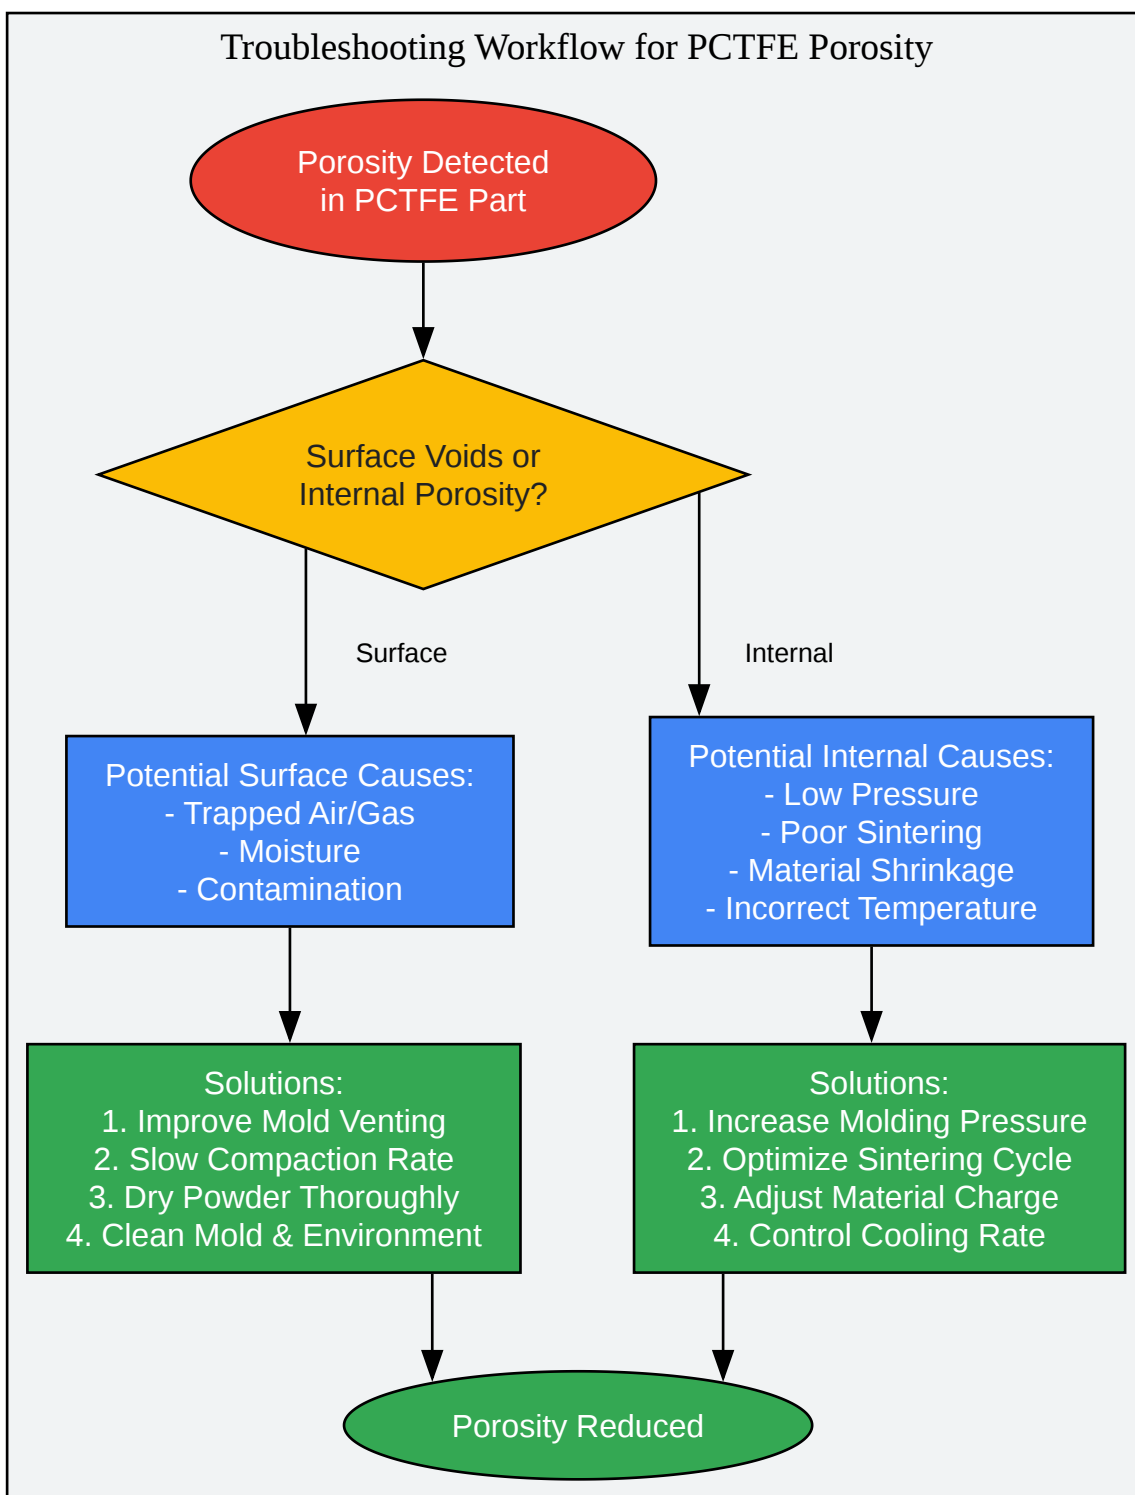 Troubleshooting Workflow for PCTFE Porosity
Porosity Detected
in PCTFE Part
Surface Voids or
Internal Porosity?
Surface
Internal
Potential Surface Causes:
- Trapped Air/Gas
- Moisture
- Contamination
Potential Internal Causes:
- Low Pressure
- Poor Sintering
- Material Shrinkage
- Incorrect Temperature
Solutions:
1. Improve Mold Venting
2. Slow Compaction Rate
3. Dry Powder Thoroughly
4. Clean Mold & Environment
Solutions:
1. Increase Molding Pressure
2. Optimize Sintering Cycle
3. Adjust Material Charge
4. Control Cooling Rate
Porosity Reduced